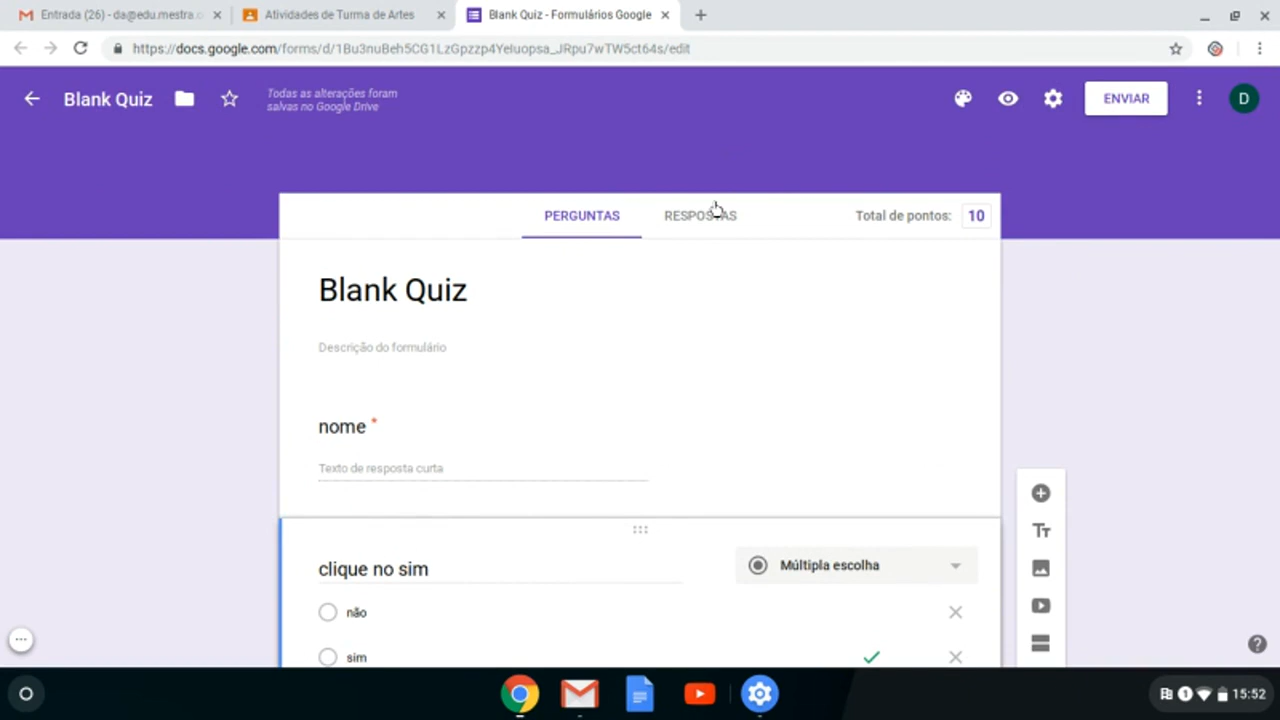 Entrada (26) - da@edu.mestra.c
Atividades de Turma de Artes
Blank Quiz - Formulários Google
https://docs.google.com/forms/d/1Bu3nuBeh5CG1LzGpzzp4YeIuopsa_JRpu7wTW5ct64s/edit
Blank Quiz
Todas as alterações foram
salvas no Google Drive
ENVIAR
D
PERGUNTAS
RESPOSTAS
Total de pontos: 10
Blank Quiz
Descrição do formulário
nome *
Texto de resposta curta
clique no sim
Múltipla escolha
não
sim
1 15:52